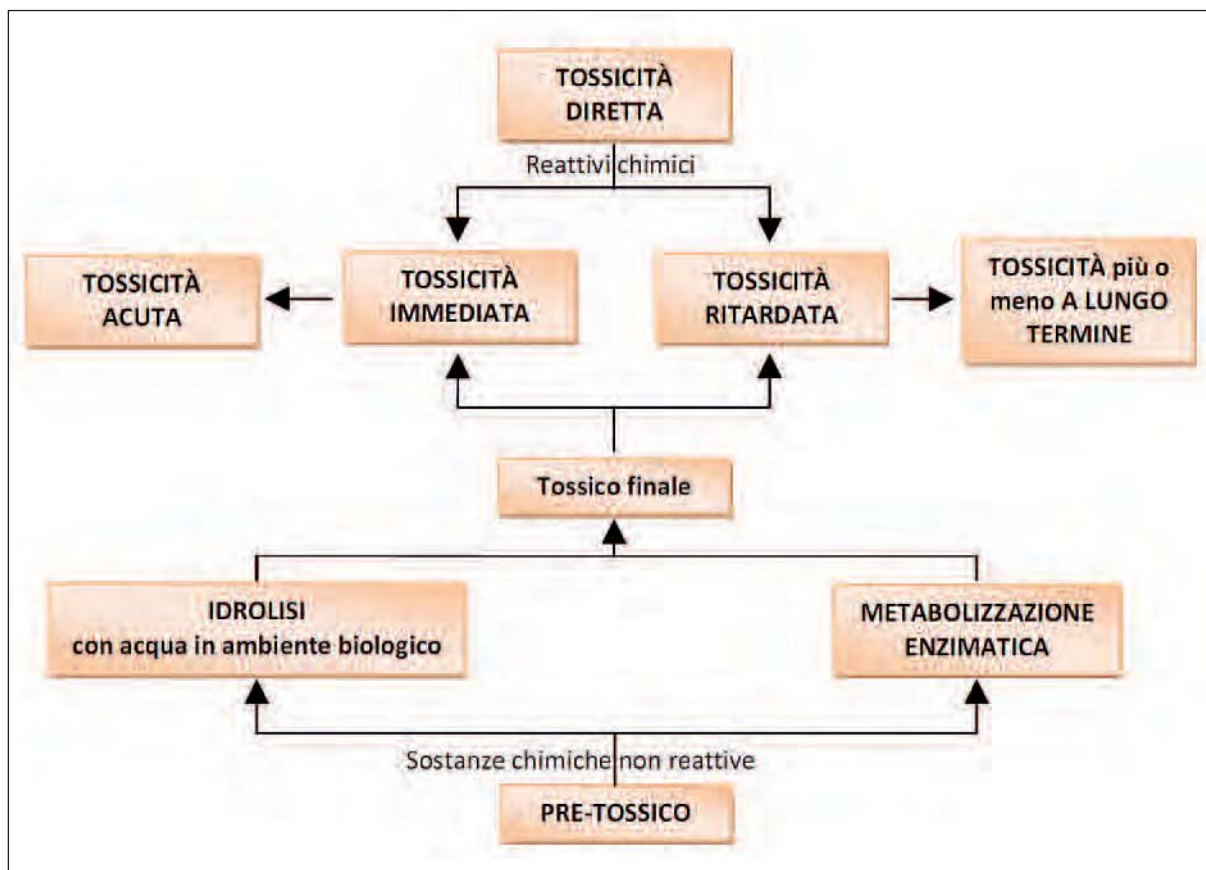 TOSSICITÀ
DIRETTA
Reattivi chimici
TOSSICITÀ
ACUTA
TOSSICITÀ
IMMEDIATA
TOSSICITÀ
RITARDATA
TOSSICITÀ più o
meno A LUNGO
TERMINE
Tossico finale
IDROLISI
con acqua in ambiente biologico
METABOLIZZAZIONE
ENZIMATICA
Sostanze chimiche non reattive
PRE-TOSSICO